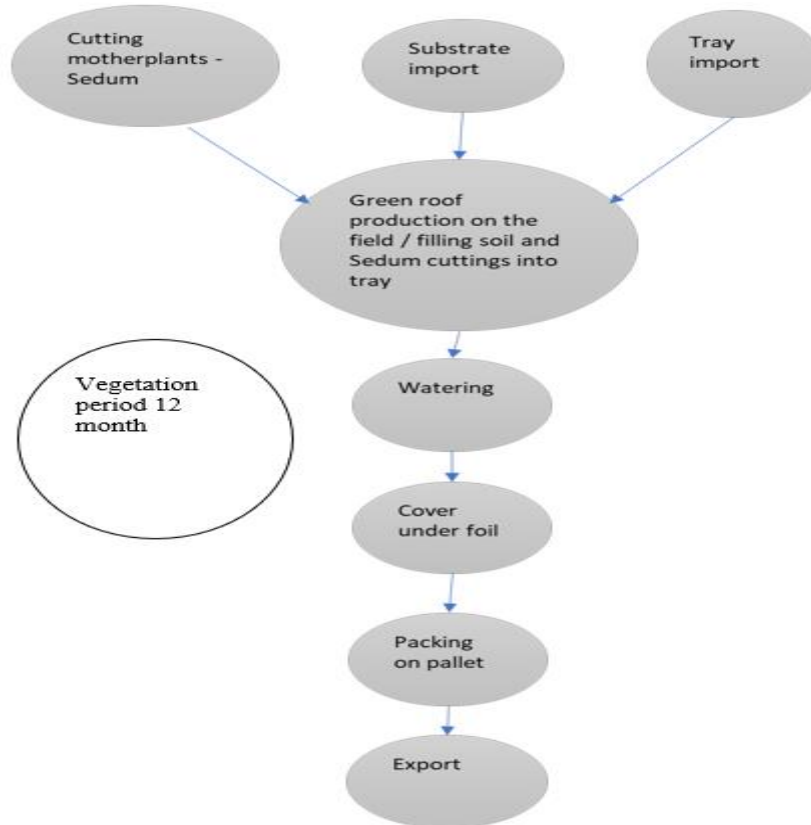 Cutting
motherplants -
Sedum
Substrate
import
Tray
import
Green roof
production on the
field / filling soil and
Sedum cuttings into
tray
Vegetation
period 12
month
Watering
Cover
under foil
Packing
on pallet
Export